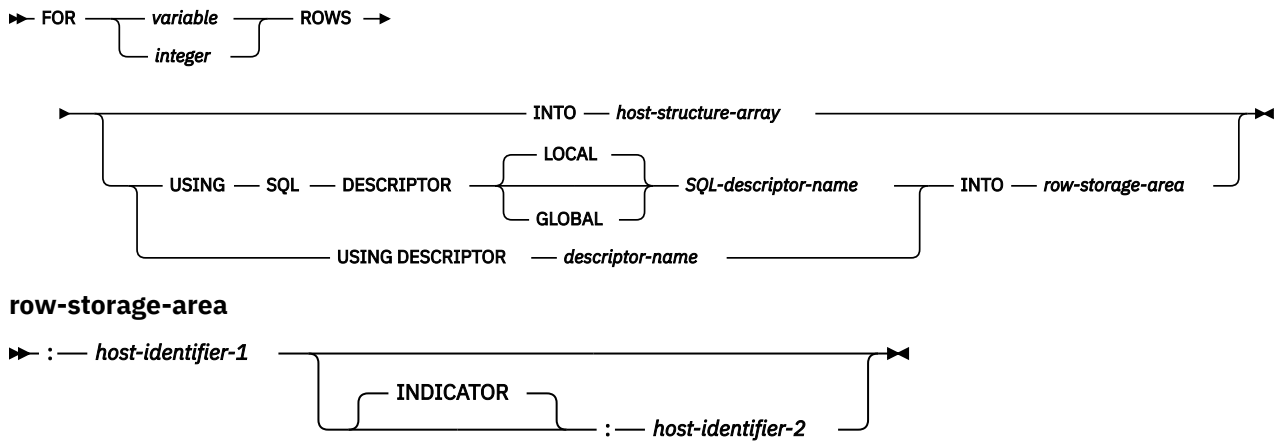 FOR variable ROWS
integer
INTO host-structure-array
LOCAL
USING SQL DESCRIPTOR SQL-descriptor-name INTO row-storage-area
GLOBAL
USING DESCRIPTOR descriptor-name
row-storage-area
: host-identifier-1
INDICATOR
: host-identifier-2